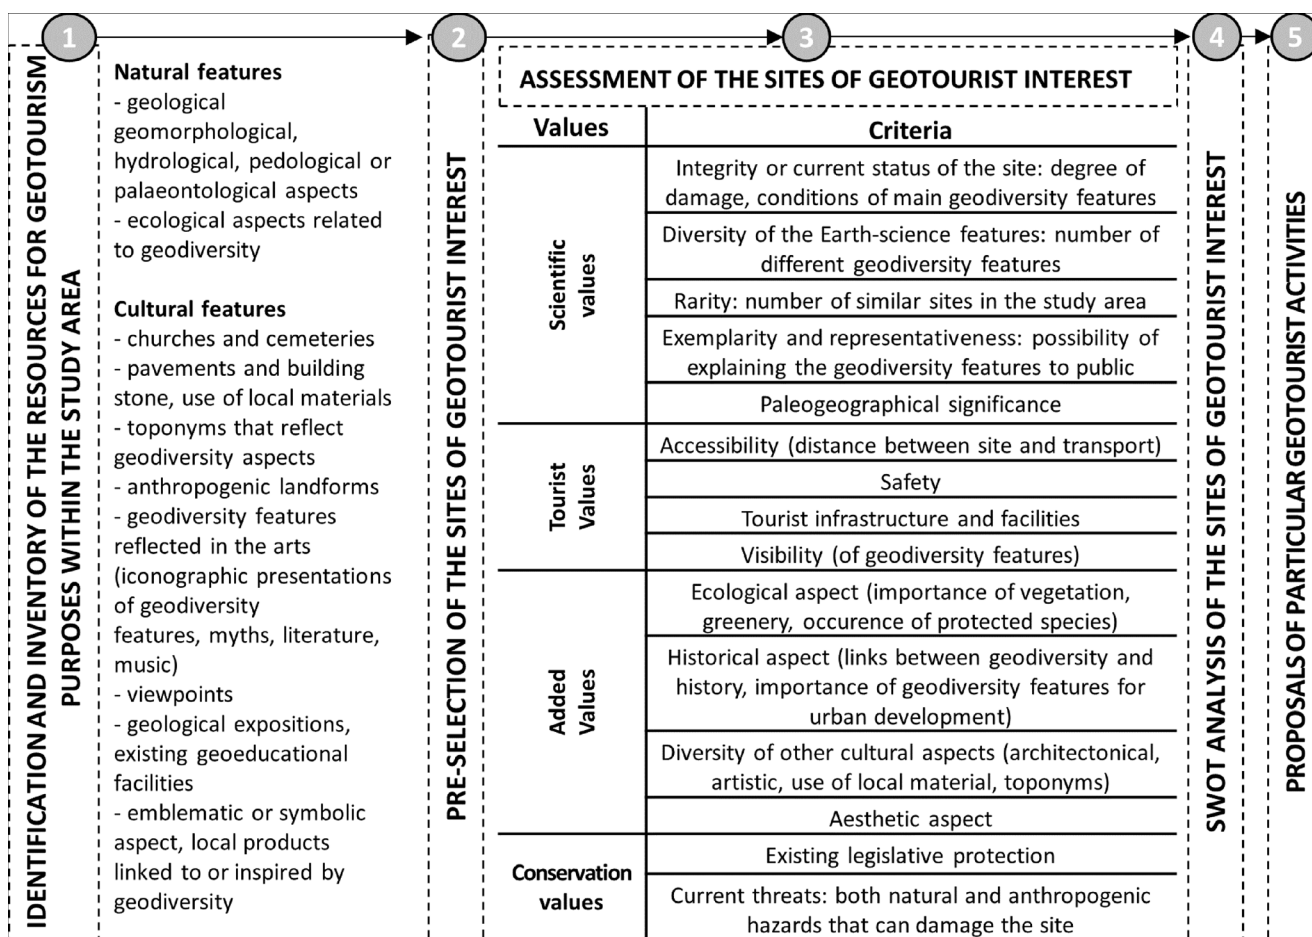 1
2
3
4
5
IDENTIFICATION AND INVENTORY OF THE RESOURCES FOR GEOTOURISM
PURPOSES WITHIN THE STUDY AREA
Natural features
- geological
geomorphological,
hydrological, pedological or
palaeontological aspects
- ecological aspects related
to geodiversity
Cultural features
- churches and cemeteries
- pavements and building
stone, use of local materials
- toponyms that reflect
geodiversity aspects
- anthropogenic landforms
- geodiversity features
reflected in the arts
(iconographic presentations
of geodiversity
features, myths, literature,
music)
- viewpoints
- geological expositions,
existing geoeducational
facilities
- emblematic or symbolic
aspect, local products
linked to or inspired by
geodiversity
PRE-SELECTION OF THE SITES OF GEOTOURIST INTEREST
ASSESSMENT OF THE SITES OF GEOTOURIST INTEREST
Values
Criteria
Scientific
values
Integrity or current status of the site: degree of
damage, conditions of main geodiversity features
Diversity of the Earth-science features: number of
different geodiversity features
Rarity: number of similar sites in the study area
Exemplarity and representativeness: possibility of
explaining the geodiversity features to public
Paleogeographical significance
Tourist
Values
Accessibility (distance between site and transport)
Safety
Tourist infrastructure and facilities
Visibility (of geodiversity features)
Added
Values
Ecological aspect (importance of vegetation,
greenery, occurence of protected species)
Historical aspect (links between geodiversity and
history, importance of geodiversity features for
urban development)
Diversity of other cultural aspects (architectonical,
artistic, use of local material, toponyms)
Aesthetic aspect
Conservation
values
Existing legislative protection
Current threats: both natural and anthropogenic
hazards that can damage the site
SWOT ANALYSIS OF THE SITES OF GEOTOURIST INTEREST
PROPOSALS OF PARTICULAR GEOTOURIST ACTIVITIES